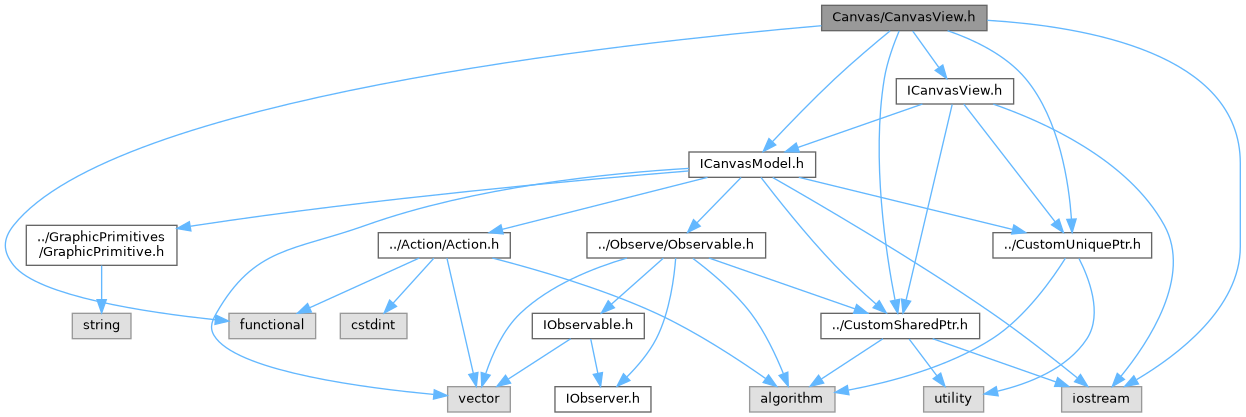 Canvas/CanvasView.h
ICanvasView.h
ICanvasModel.h
../GraphicPrimitives
/GraphicPrimitive.h
../Action/Action.h
../Observe/Observable.h
../CustomUniquePtr.h
string
functional
cstdint
IObservable.h
../CustomSharedPtr.h
vector
IObserver.h
algorithm
utility
iostream